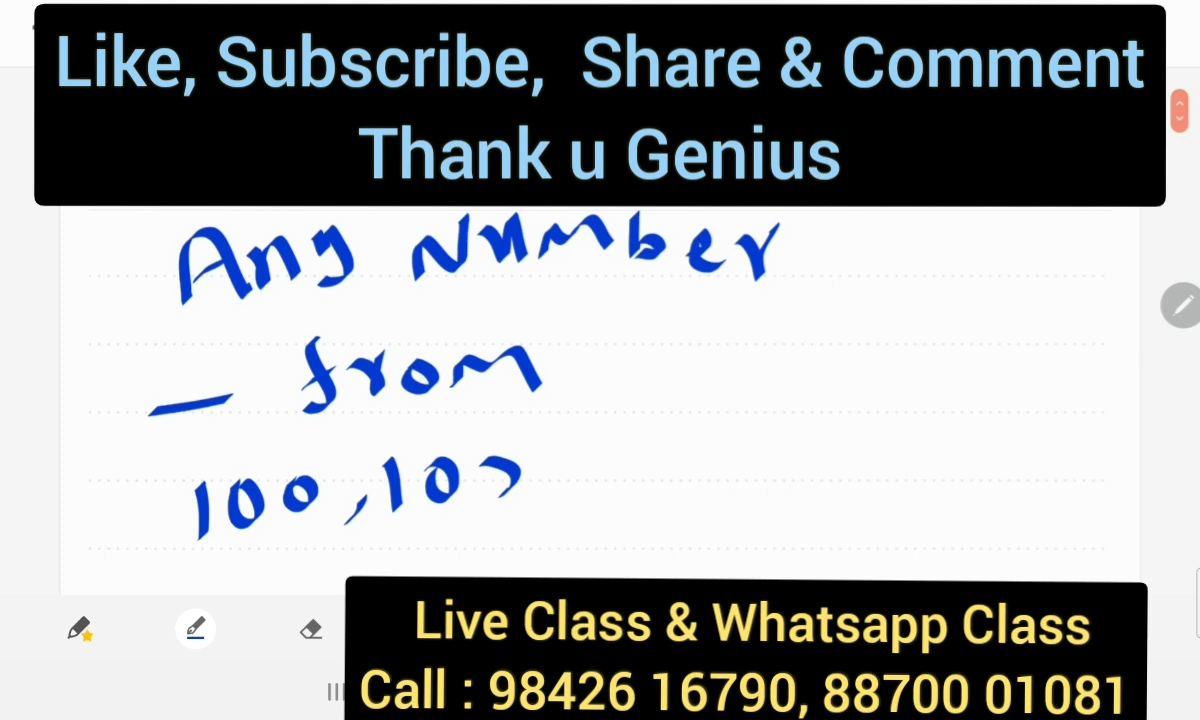 Like, Subscribe, Share & Comment
Thank u Genius
Any Number
– from
100, 10
Live Class & Whatsapp Class
Call : 98426 16790, 88700 01081